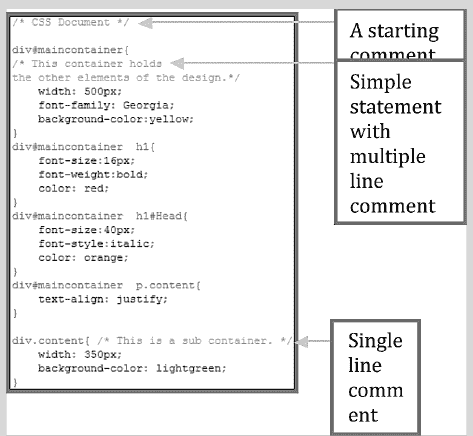 /* CSS Document */
div#maincontainer{
/* This container holds
the other elements of the design.*/
width: 500px;
font-family: Georgia;
background-color:yellow;
}
div#maincontainer h1{
font-size:16px;
font-weight:bold;
color: red;
}
div#maincontainer h1#Head{
font-size:40px;
font-style:italic;
color: orange;
}
div#maincontainer p.content{
text-align: justify;
}
div.content{ /* This is a sub container. */
width: 350px;
background-color: lightgreen;
}
A starting
comment
Simple
statement
with
multiple
line
comment
Single
line
comm
ent